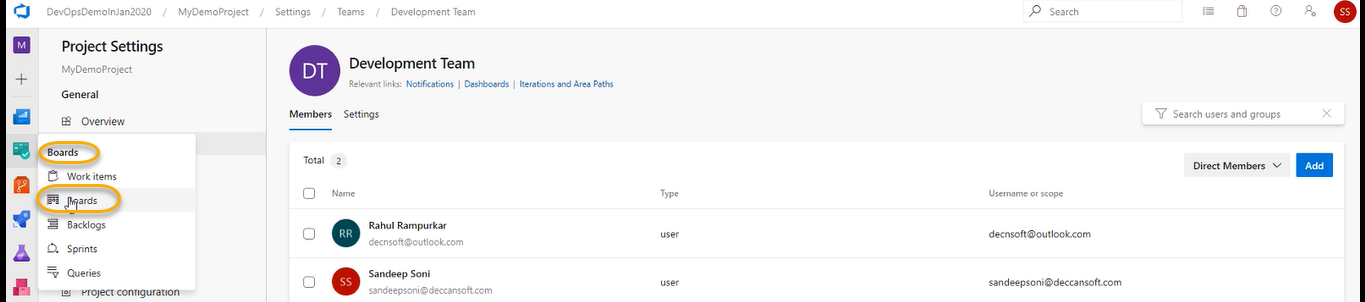 DevOpsDemoInJan2020 / MyDemoProject / Settings / Teams / Development Team
Search
SS
M
Project Settings
MyDemoProject
General
Overview
Boards
Work items
Boards
Backlogs
Sprints
Queries
Project configuration
DT
Development Team
Relevant links: Notifications | Dashboards | Iterations and Area Paths
Members Settings
Search users and groups
Total 2
Direct Members
Add
Name Type Username or scope
RR
Rahul Rampurkar
decnsoft@outlook.com
user
decnsoft@outlook.com
SS
Sandeep Soni
sandeepsoni@deccansoft.com
user
sandeepsoni@deccansoft.com